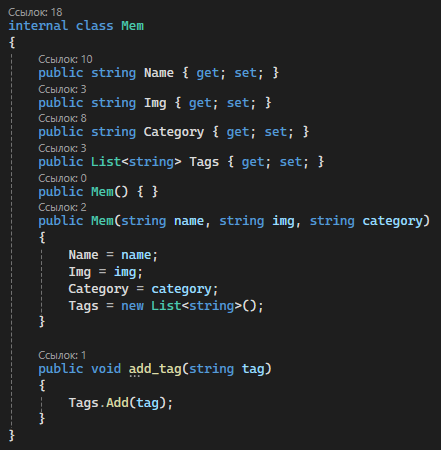 Ссылок: 18
internal class Mem
{
Ссылок: 10
public string Name { get; set; }
Ссылок: 3
public string Img { get; set; }
Ссылок: 8
public string Category { get; set; }
Ссылок: 3
public List<string> Tags { get; set; }
Ссылок: 0
public Mem() { }
Ссылок: 2
public Mem(string name, string img, string category)
{
Name = name;
Img = img;
Category = category;
Tags = new List<string>();
}
Ссылок: 1
public void add_tag(string tag)
{
Tags.Add(tag);
}
}